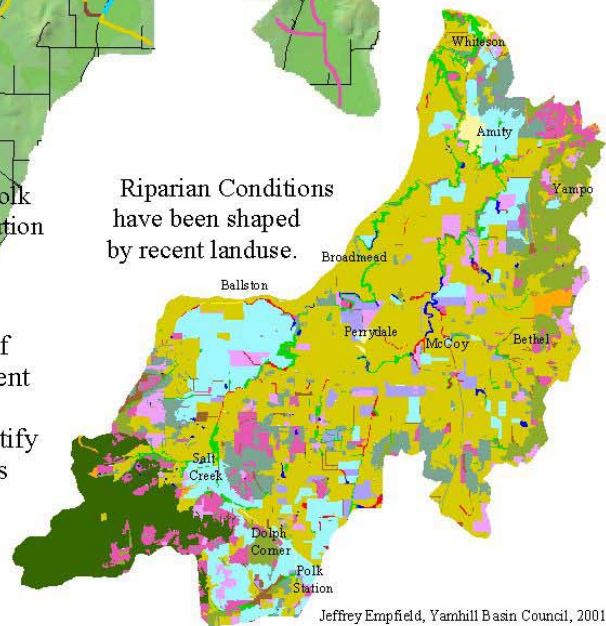 Riparian Conditions
have been shaped
by recent landuse.
Whiteson
Amity
Yampo
Broadmead
Ballston
Perrydale
McCoy
Bethel
Salt
Creek
Dolph
Corner
Polk
Station
Jeffrey Empfield, Yamhill Basin Council, 2001